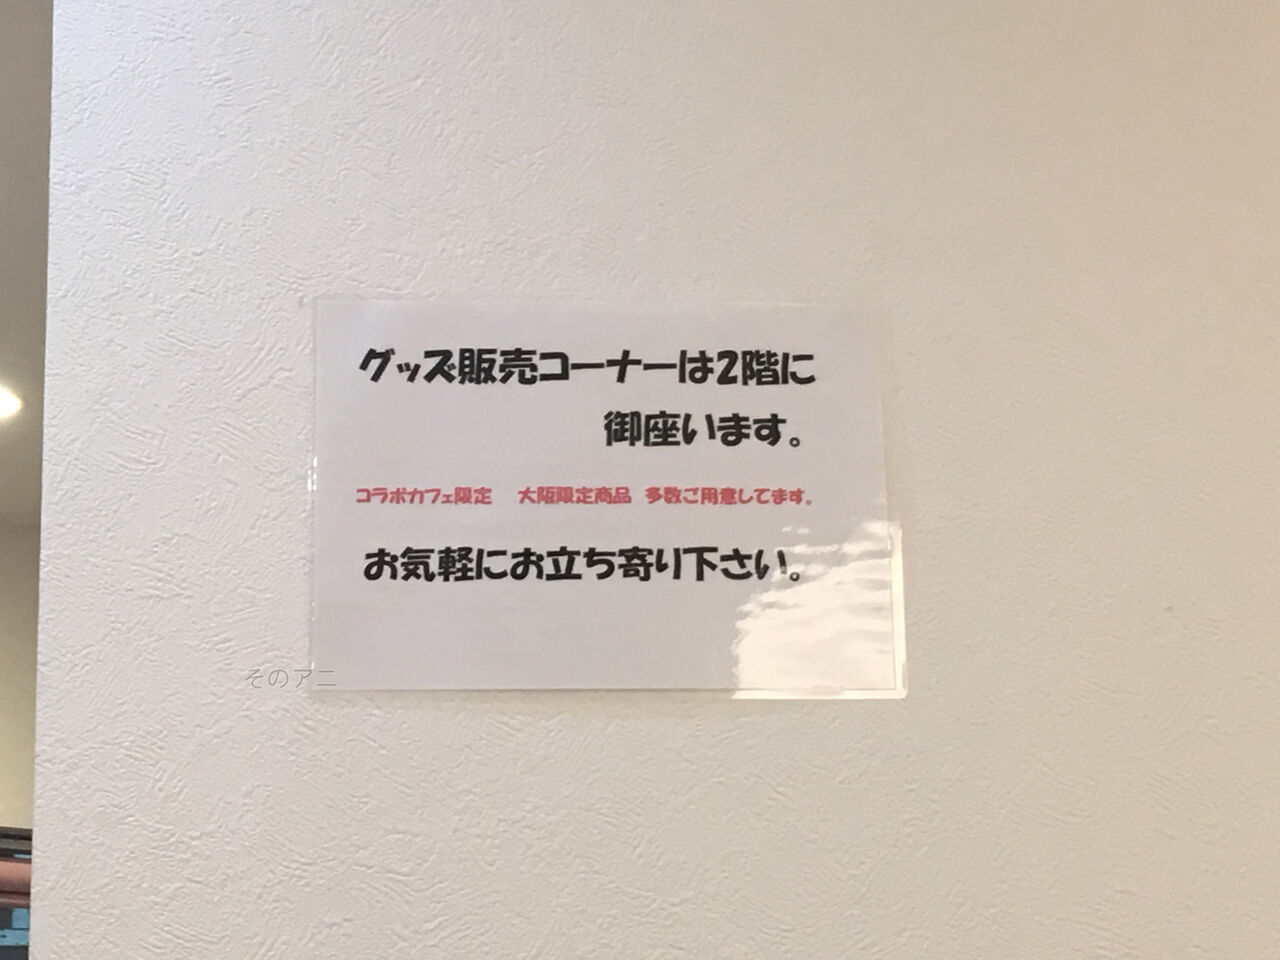 グッズ販売コーナーは2階に
御座います。
コラボカフェ限定 大阪限定商品 多数ご用意してます。
お気軽にお立ち寄り下さい。
そのアニ